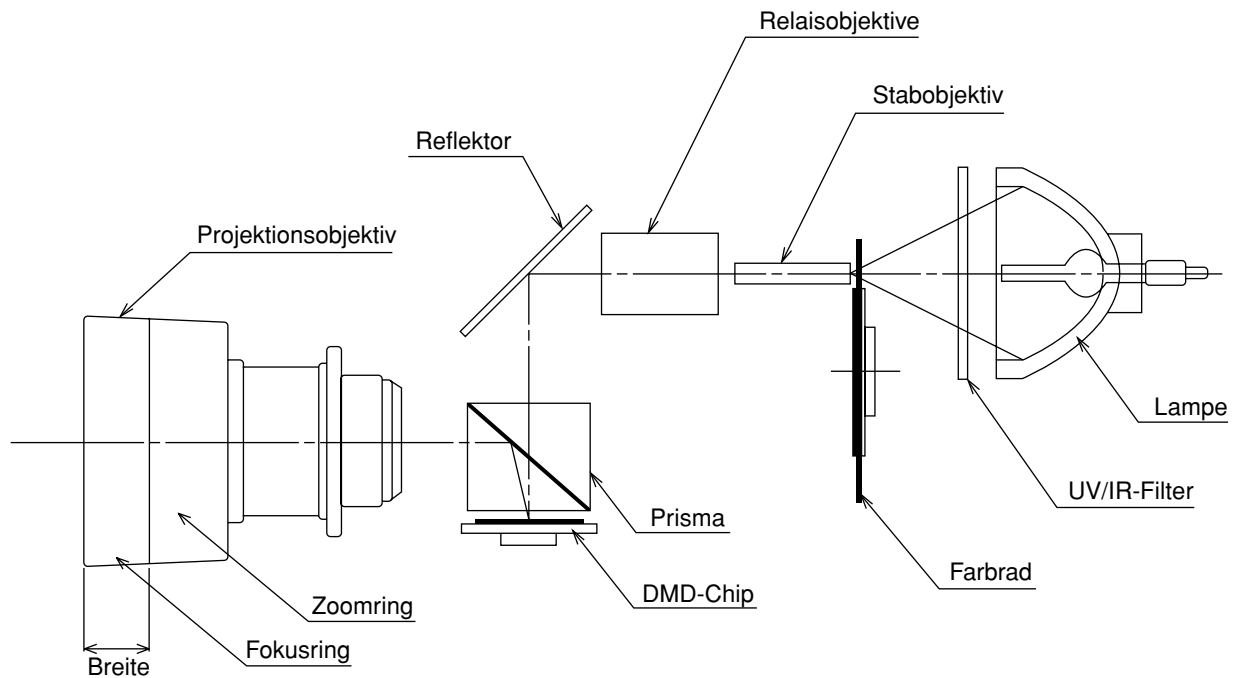 Relaisobjektive
Stabobjektiv
Reflektor
Projektionsobjektiv
Lampe
UV/IR-Filter
Prisma
Farbrad
DMD-Chip
Zoomring
Fokusring
Breite